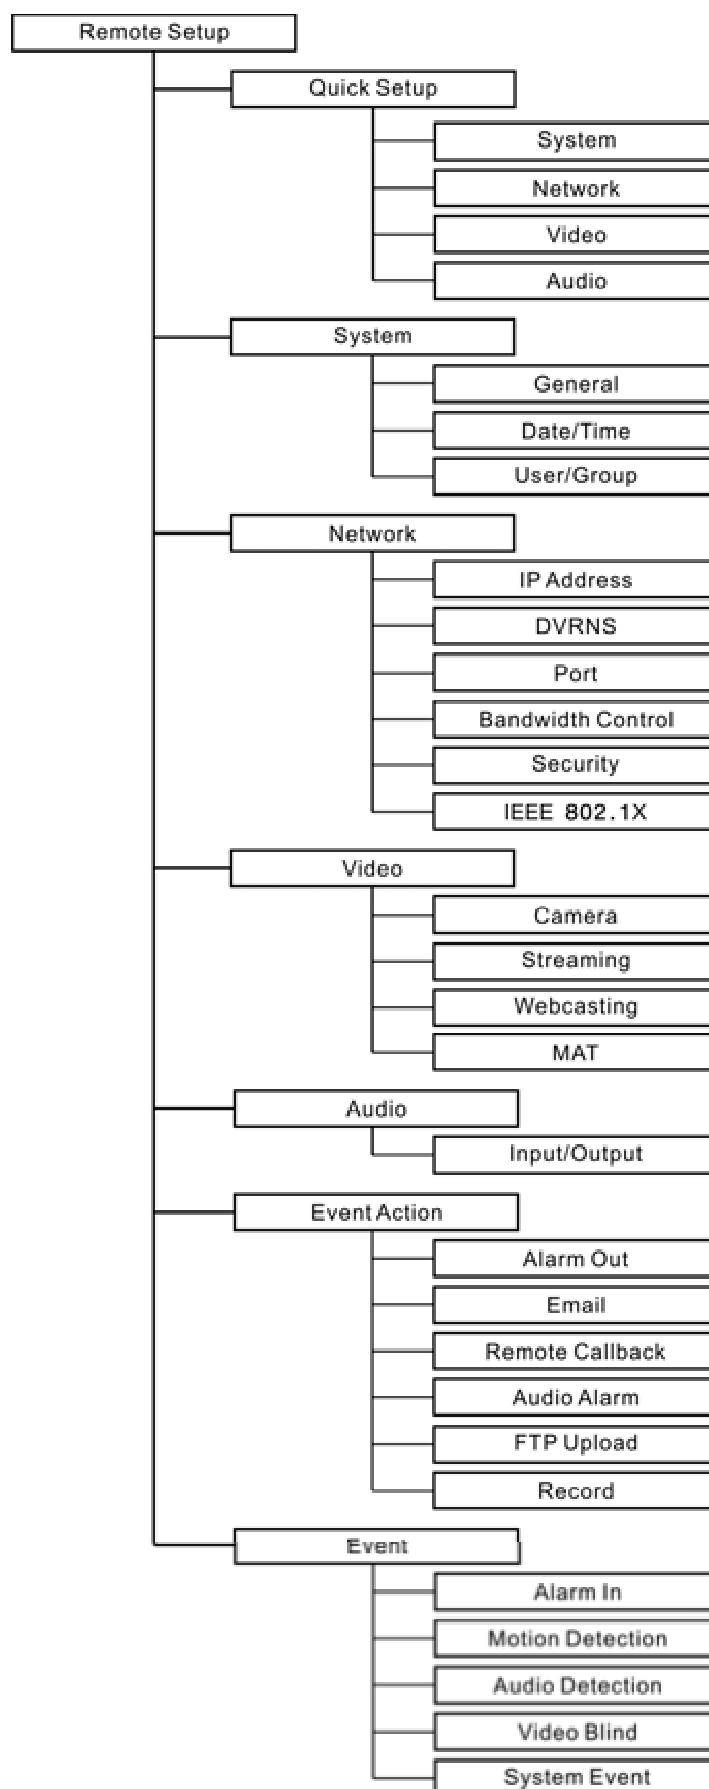 Remote Setup
Quick Setup
System
Network
Video
Audio
System
General
Date/Time
User/Group
Network
IP Address
DVRNS
Port
Bandwidth Control
Security
IEEE 802.1X
Video
Camera
Streaming
Webcasting
MAT
Audio
Input/Output
Event Action
Alarm Out
Email
Remote Callback
Audio Alarm
FTP Upload
Record
Event
Alarm In
Motion Detection
Audio Detection
Video Blind
System Event